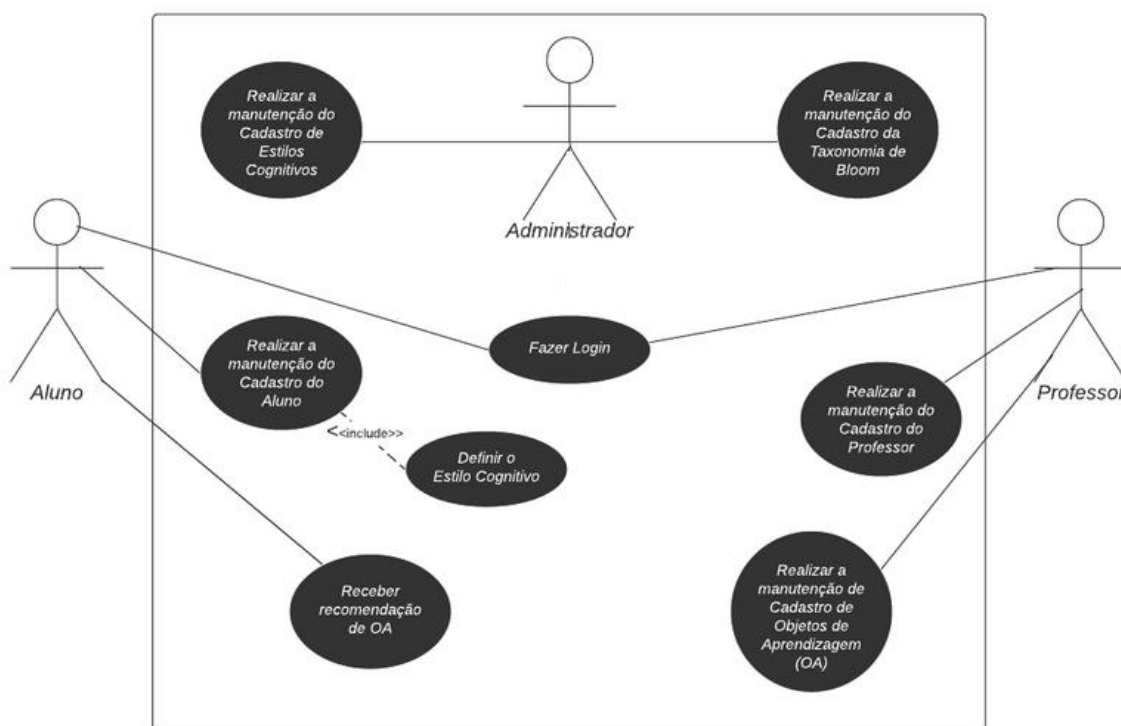 Realizar a
manutenção do
Cadastro de
Estilos
Cognitivos
Realizar a
manutenção do
Cadastro da
Taxonomia de
Bloom
Administrador
Aluno
Realizar a
manutenção do
Cadastro do
Aluno
Fazer Login
Realizar a
manutenção do
Cadastro do
Professor
Professor
<<include>>
Definir o
Estilo Cognitivo
Receber
recomendação
de OA
Realizar a
manutenção de
Cadastro de
Objetos de
Aprendizagem
(OA)